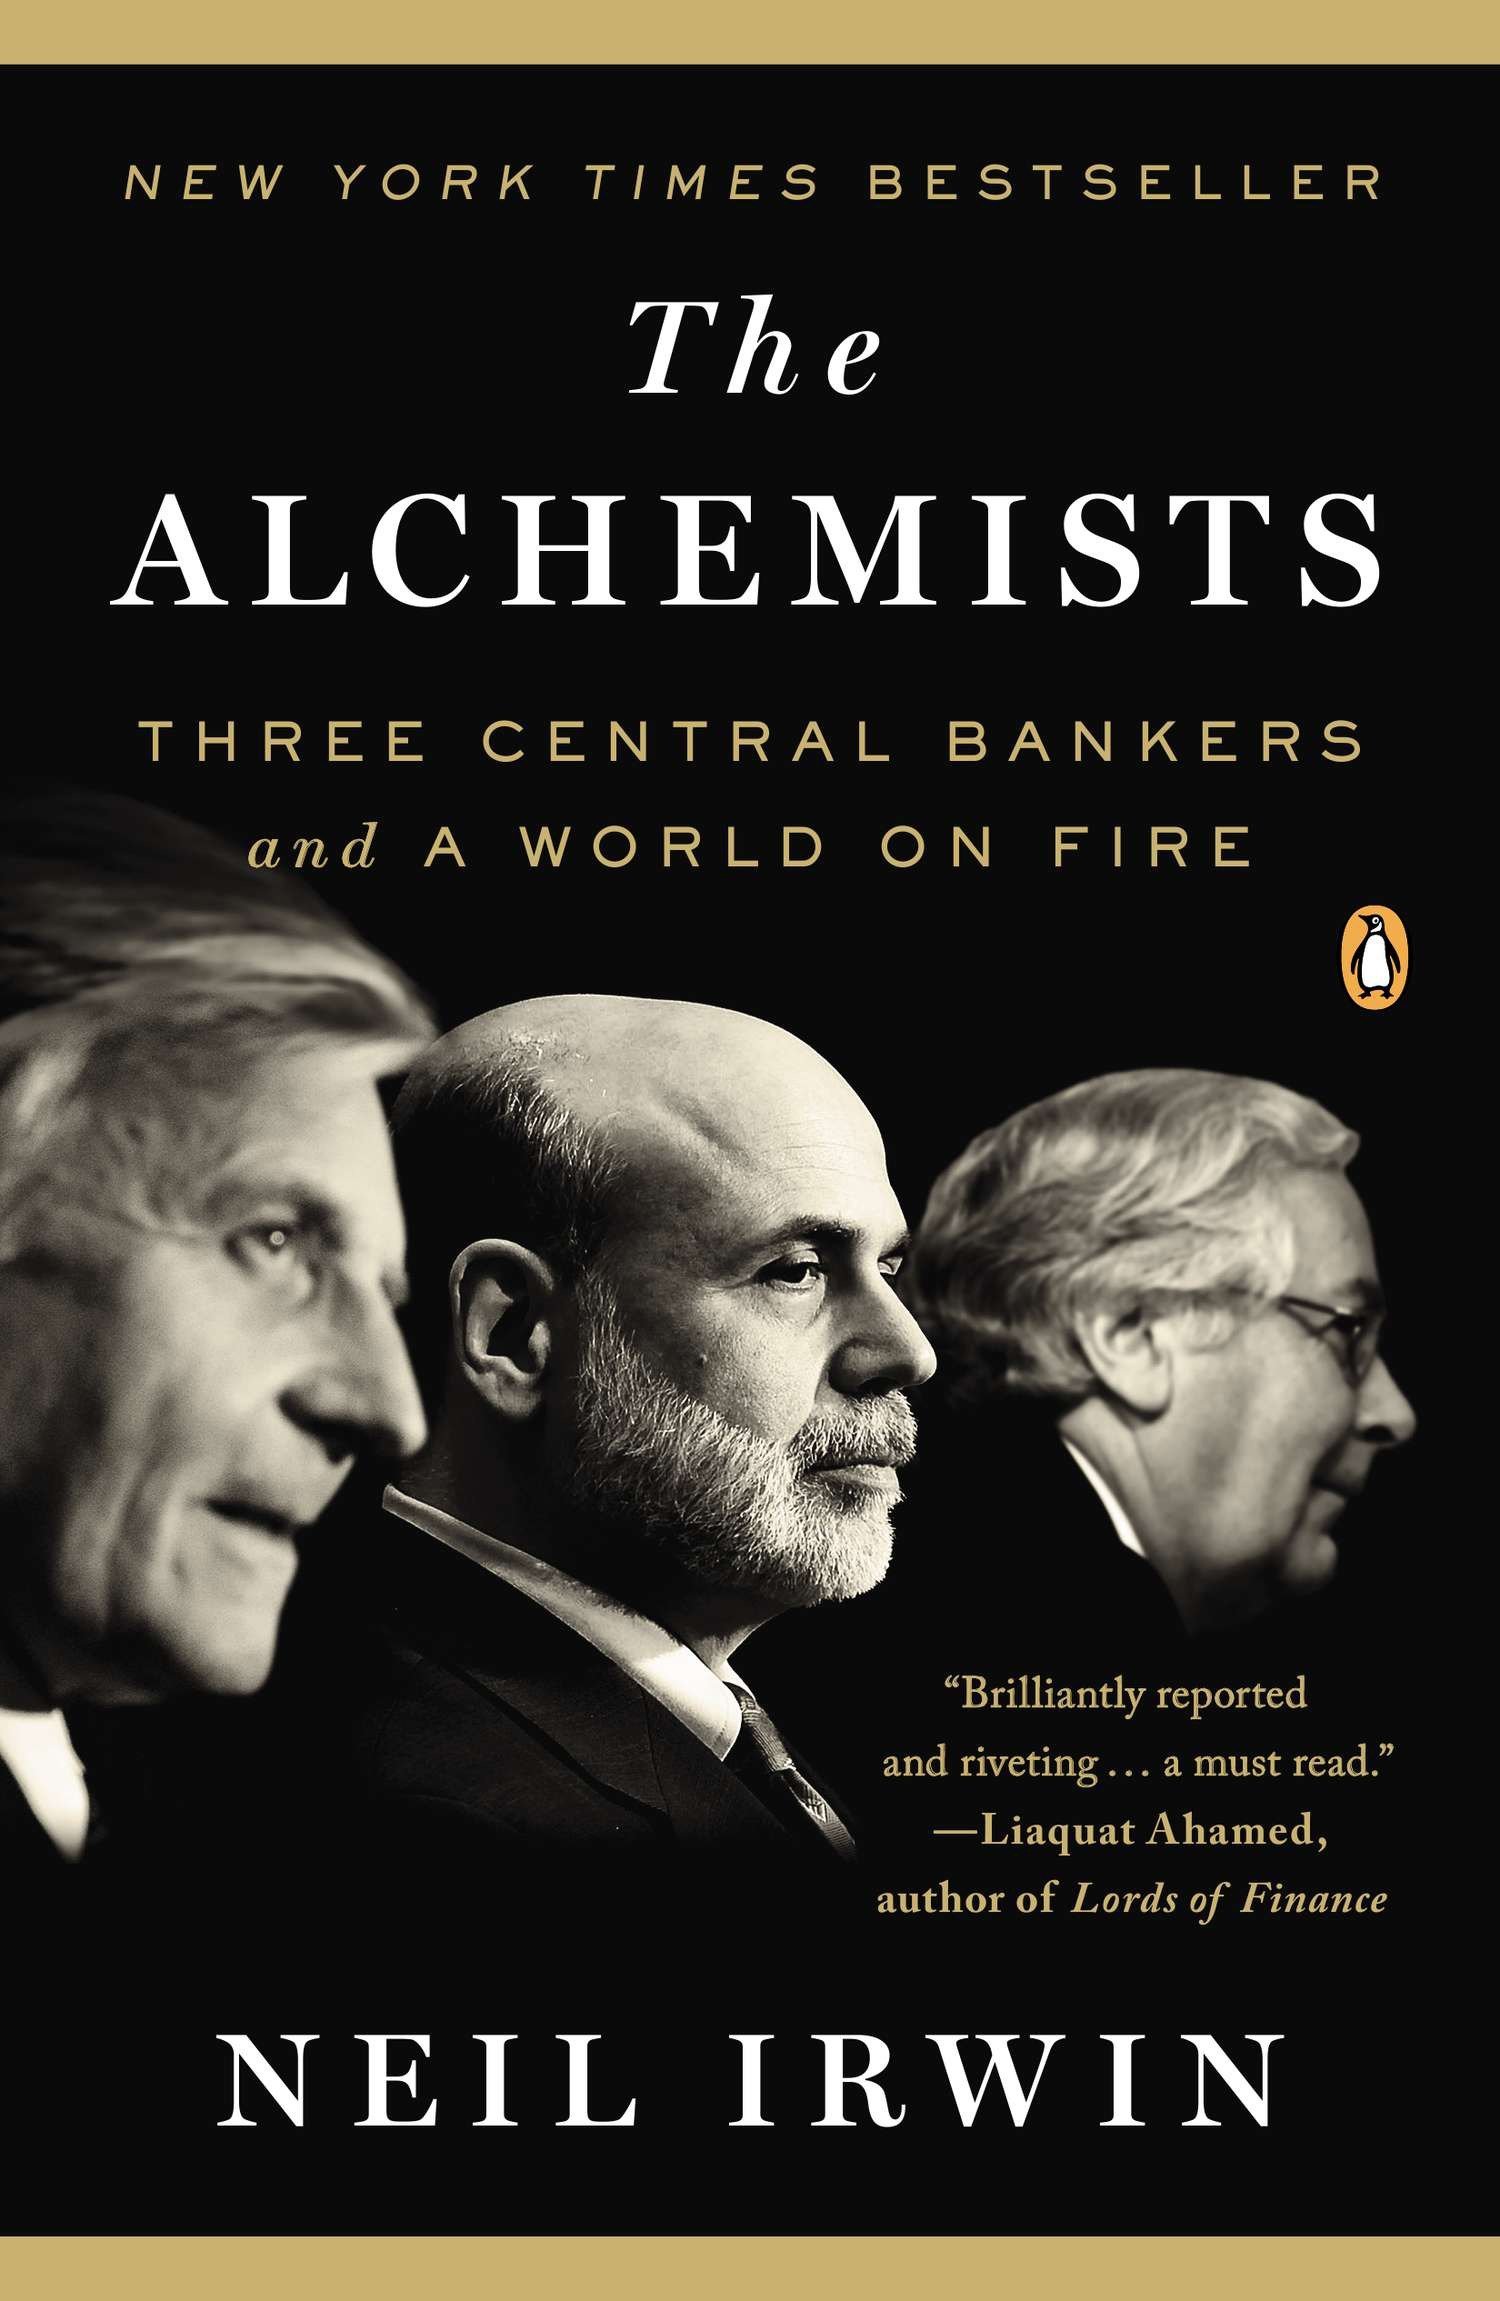 NEW YORK TIMES BESTSELLER
The
ALCHEMISTS
THREE CENTRAL BANKERS
and A WORLD ON FIRE
“Brilliantly reported
and riveting... a must read.”
—Liaquat Ahamed,
author of Lords of Finance
NEIL IRWIN